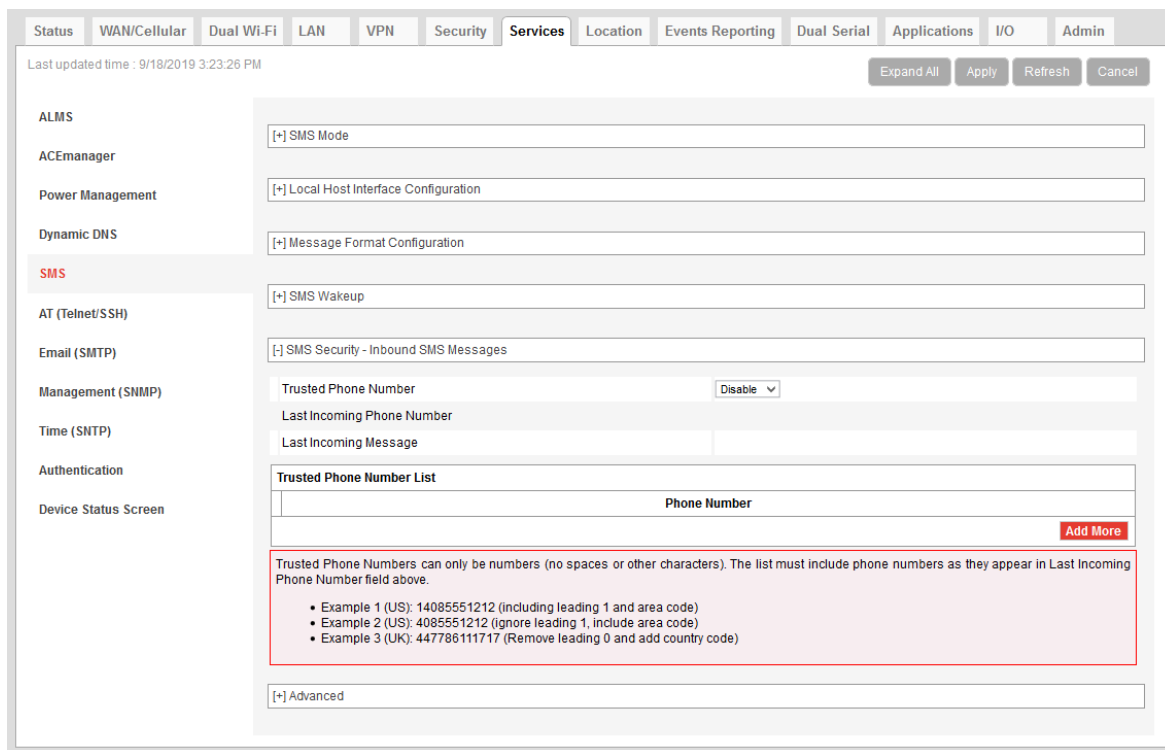 Status WAN/Cellular Dual Wi-Fi LAN VPN Security Services Location Events Reporting Dual Serial Applications I/O Admin
Last updated time : 9/18/2019 3:23:26 PM
Expand All Apply Refresh Cancel
ALMS
[+] SMS Mode
ACEmanager
Power Management
[+] Local Host Interface Configuration
Dynamic DNS
[+] Message Format Configuration
SMS
[+] SMS Wakeup
AT (Telnet/SSH)
Email (SMTP)
[-] SMS Security - Inbound SMS Messages
Management (SNMP)
Trusted Phone Number Disable
Last Incoming Phone Number
Time (SNTP)
Last Incoming Message
Authentication
Trusted Phone Number List
Device Status Screen
Phone Number
Add More
Trusted Phone Numbers can only be numbers (no spaces or other characters). The list must include phone numbers as they appear in Last Incoming
Phone Number field above.
• Example 1 (US): 14085551212 (including leading 1 and area code)
• Example 2 (US): 4085551212 (ignore leading 1, include area code)
• Example 3 (UK): 447786111717 (Remove leading 0 and add country code)
[+] Advanced